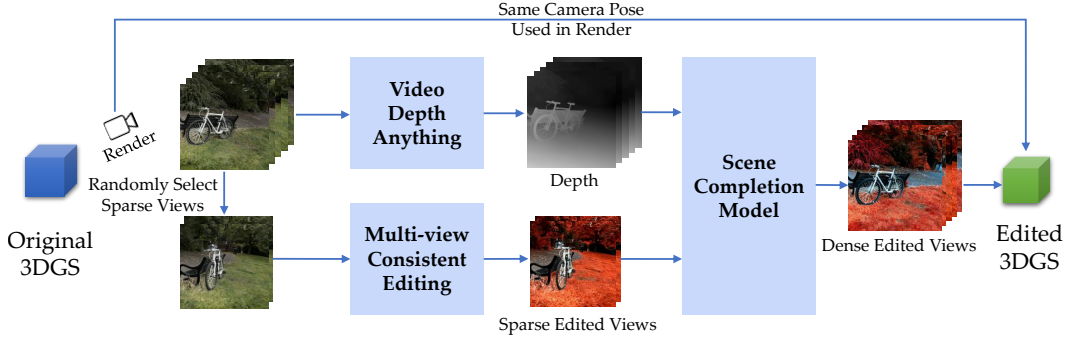 Same Camera Pose
Used in Render
Render
Original
3DGS
Randomly Select
Sparse Views
Video
Depth
Anything
Depth
Multi-view
Consistent
Editing
Sparse Edited Views
Scene
Completion
Model
Dense Edited Views
Edited
3DGS